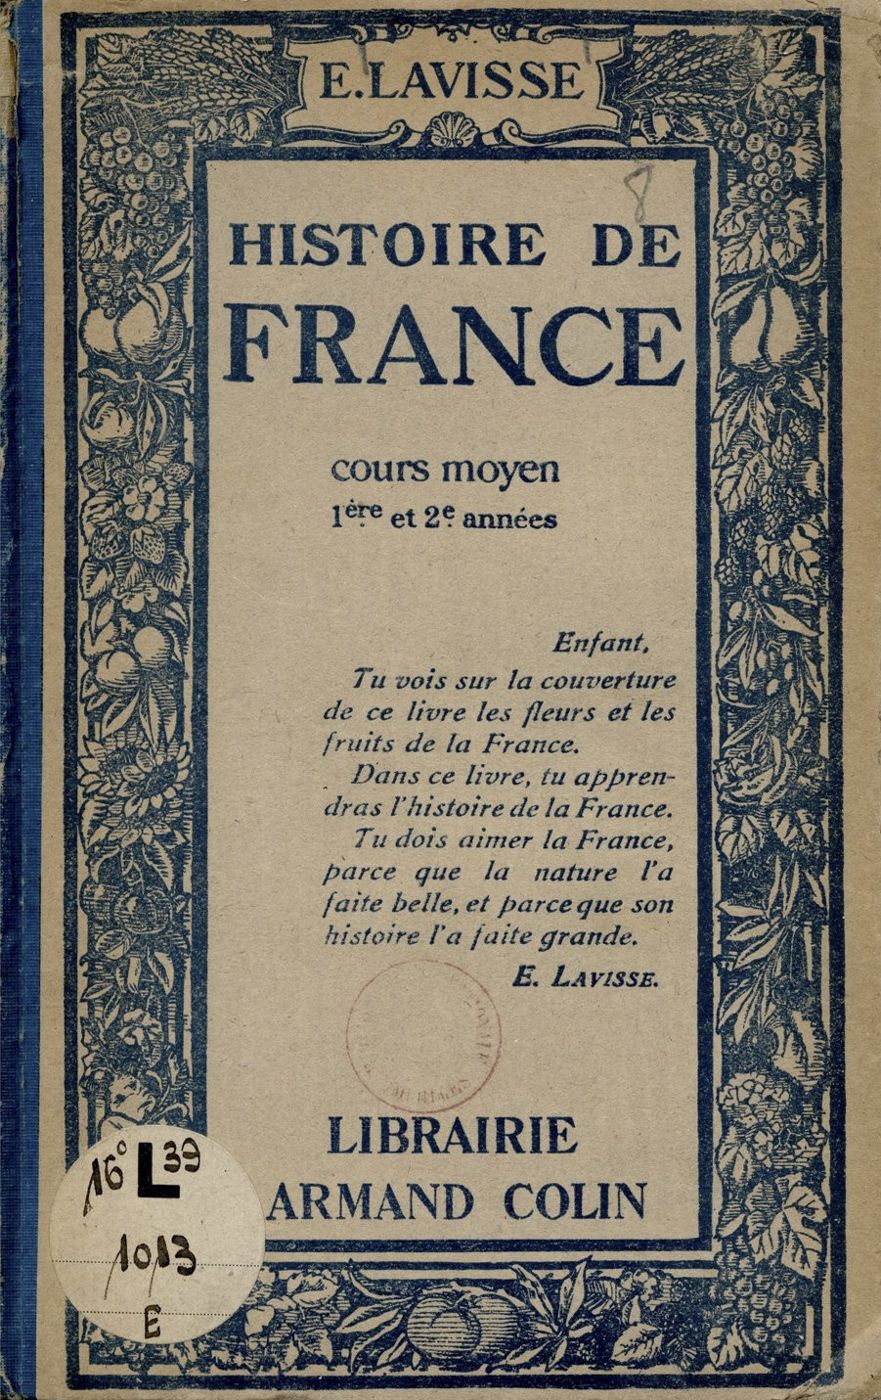 E. LAVISSE
8
HISTOIRE DE
FRANCE
cours moyen
1ère et 2e années
Enfant,
Tu vois sur la couverture
de ce livre les fleurs et les
fruits de la France.
Dans ce livre, tu appren-
dras l'histoire de la France.
Tu dois aimer la France,
parce que la nature l'a
faite belle, et parce que son
histoire l'a faite grande.
E. LAVISSE.
LIBRAIRIE
ARMAND COLIN
16° L 39
1013
E